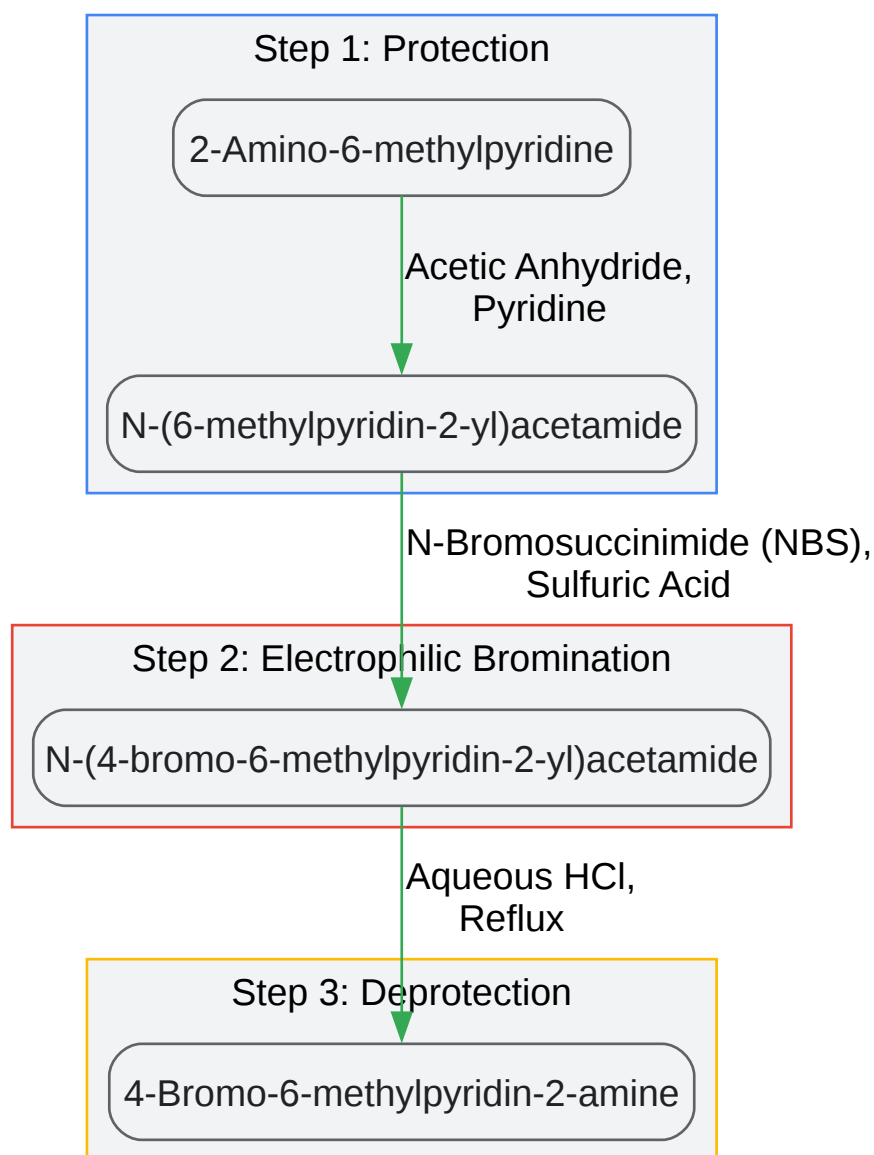 Step 1: Protection
2-Amino-6-methylpyridine
Acetic Anhydride,
Pyridine
N-(6-methylpyridin-2-yl)acetamide
N-Bromosuccinimide (NBS),
Sulfuric Acid
Step 2: Electrophilic Bromination
N-(4-bromo-6-methylpyridin-2-yl)acetamide
Aqueous HCl,
Reflux
Step 3: Deprotection
4-Bromo-6-methylpyridin-2-amine